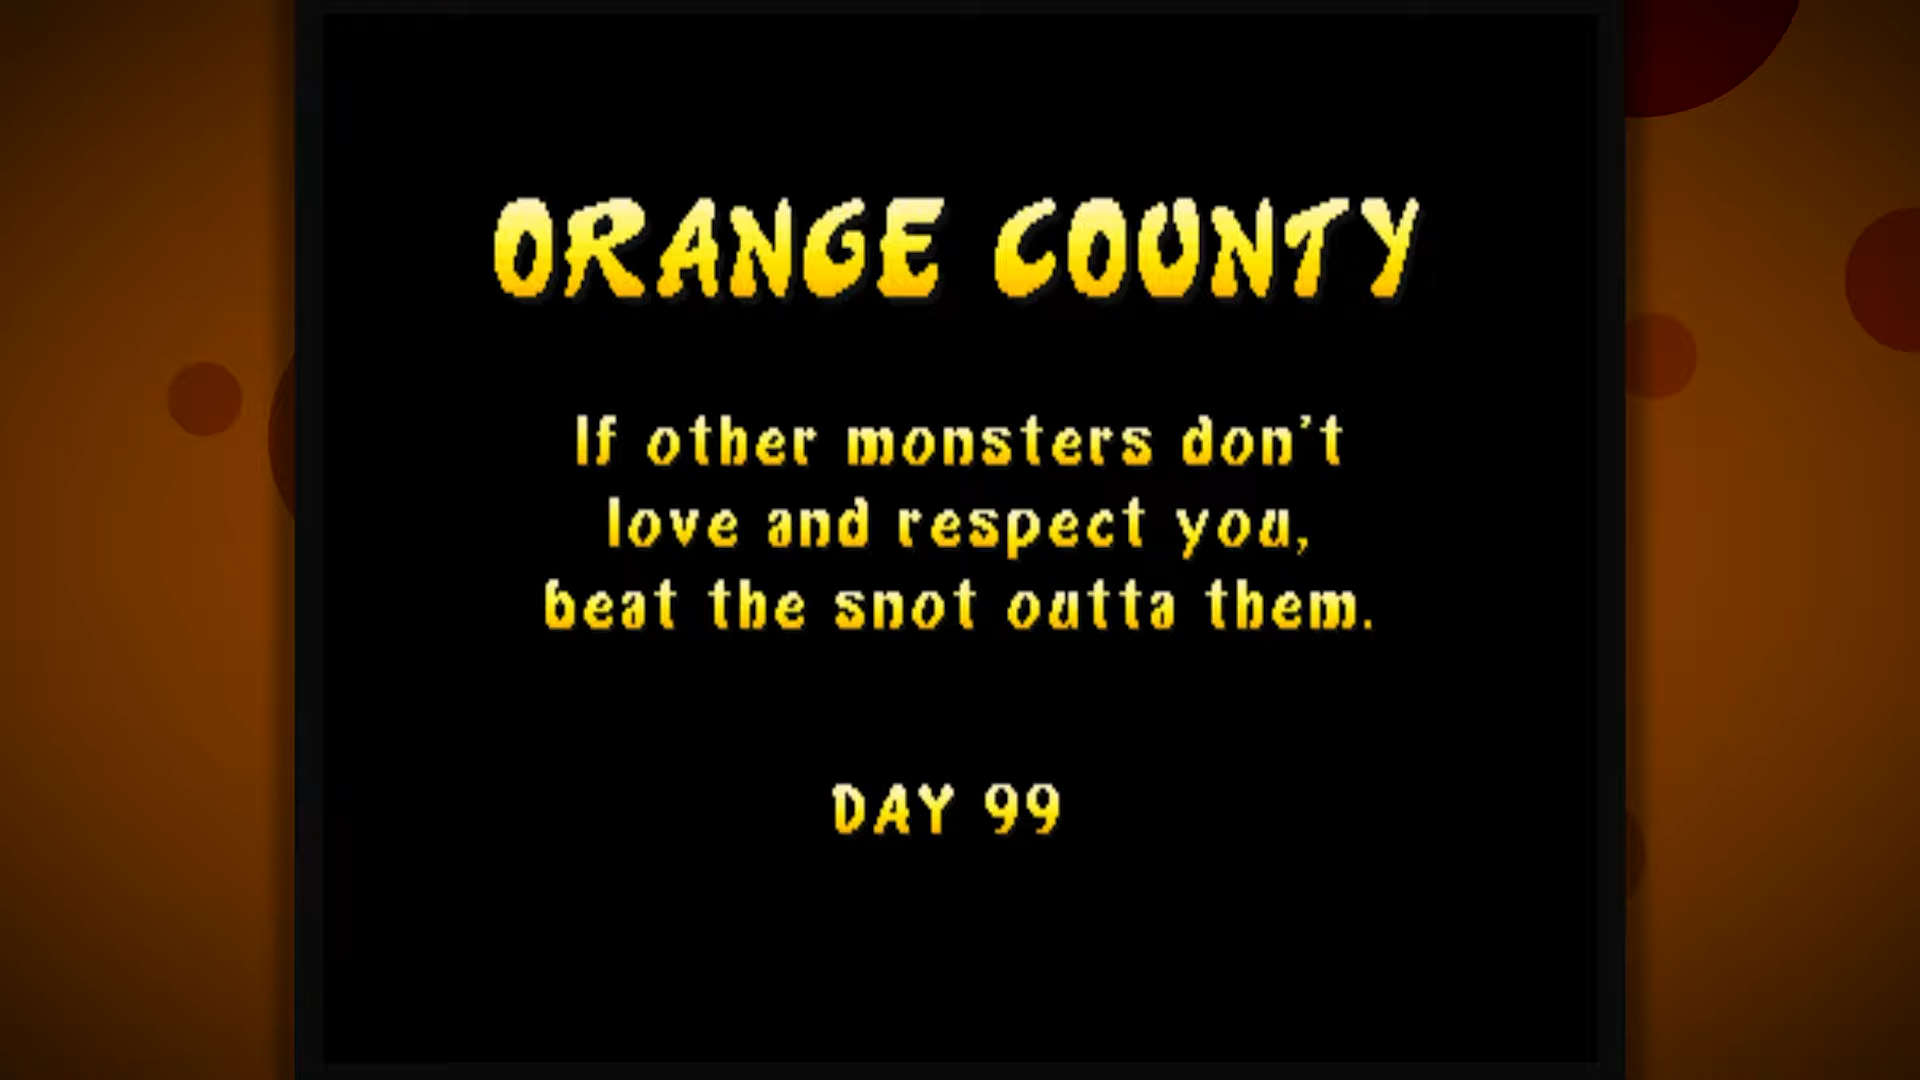 ORANGE COUNTY
If other monsters don't
love and respect you,
beat the snot outta them.
DAY 99